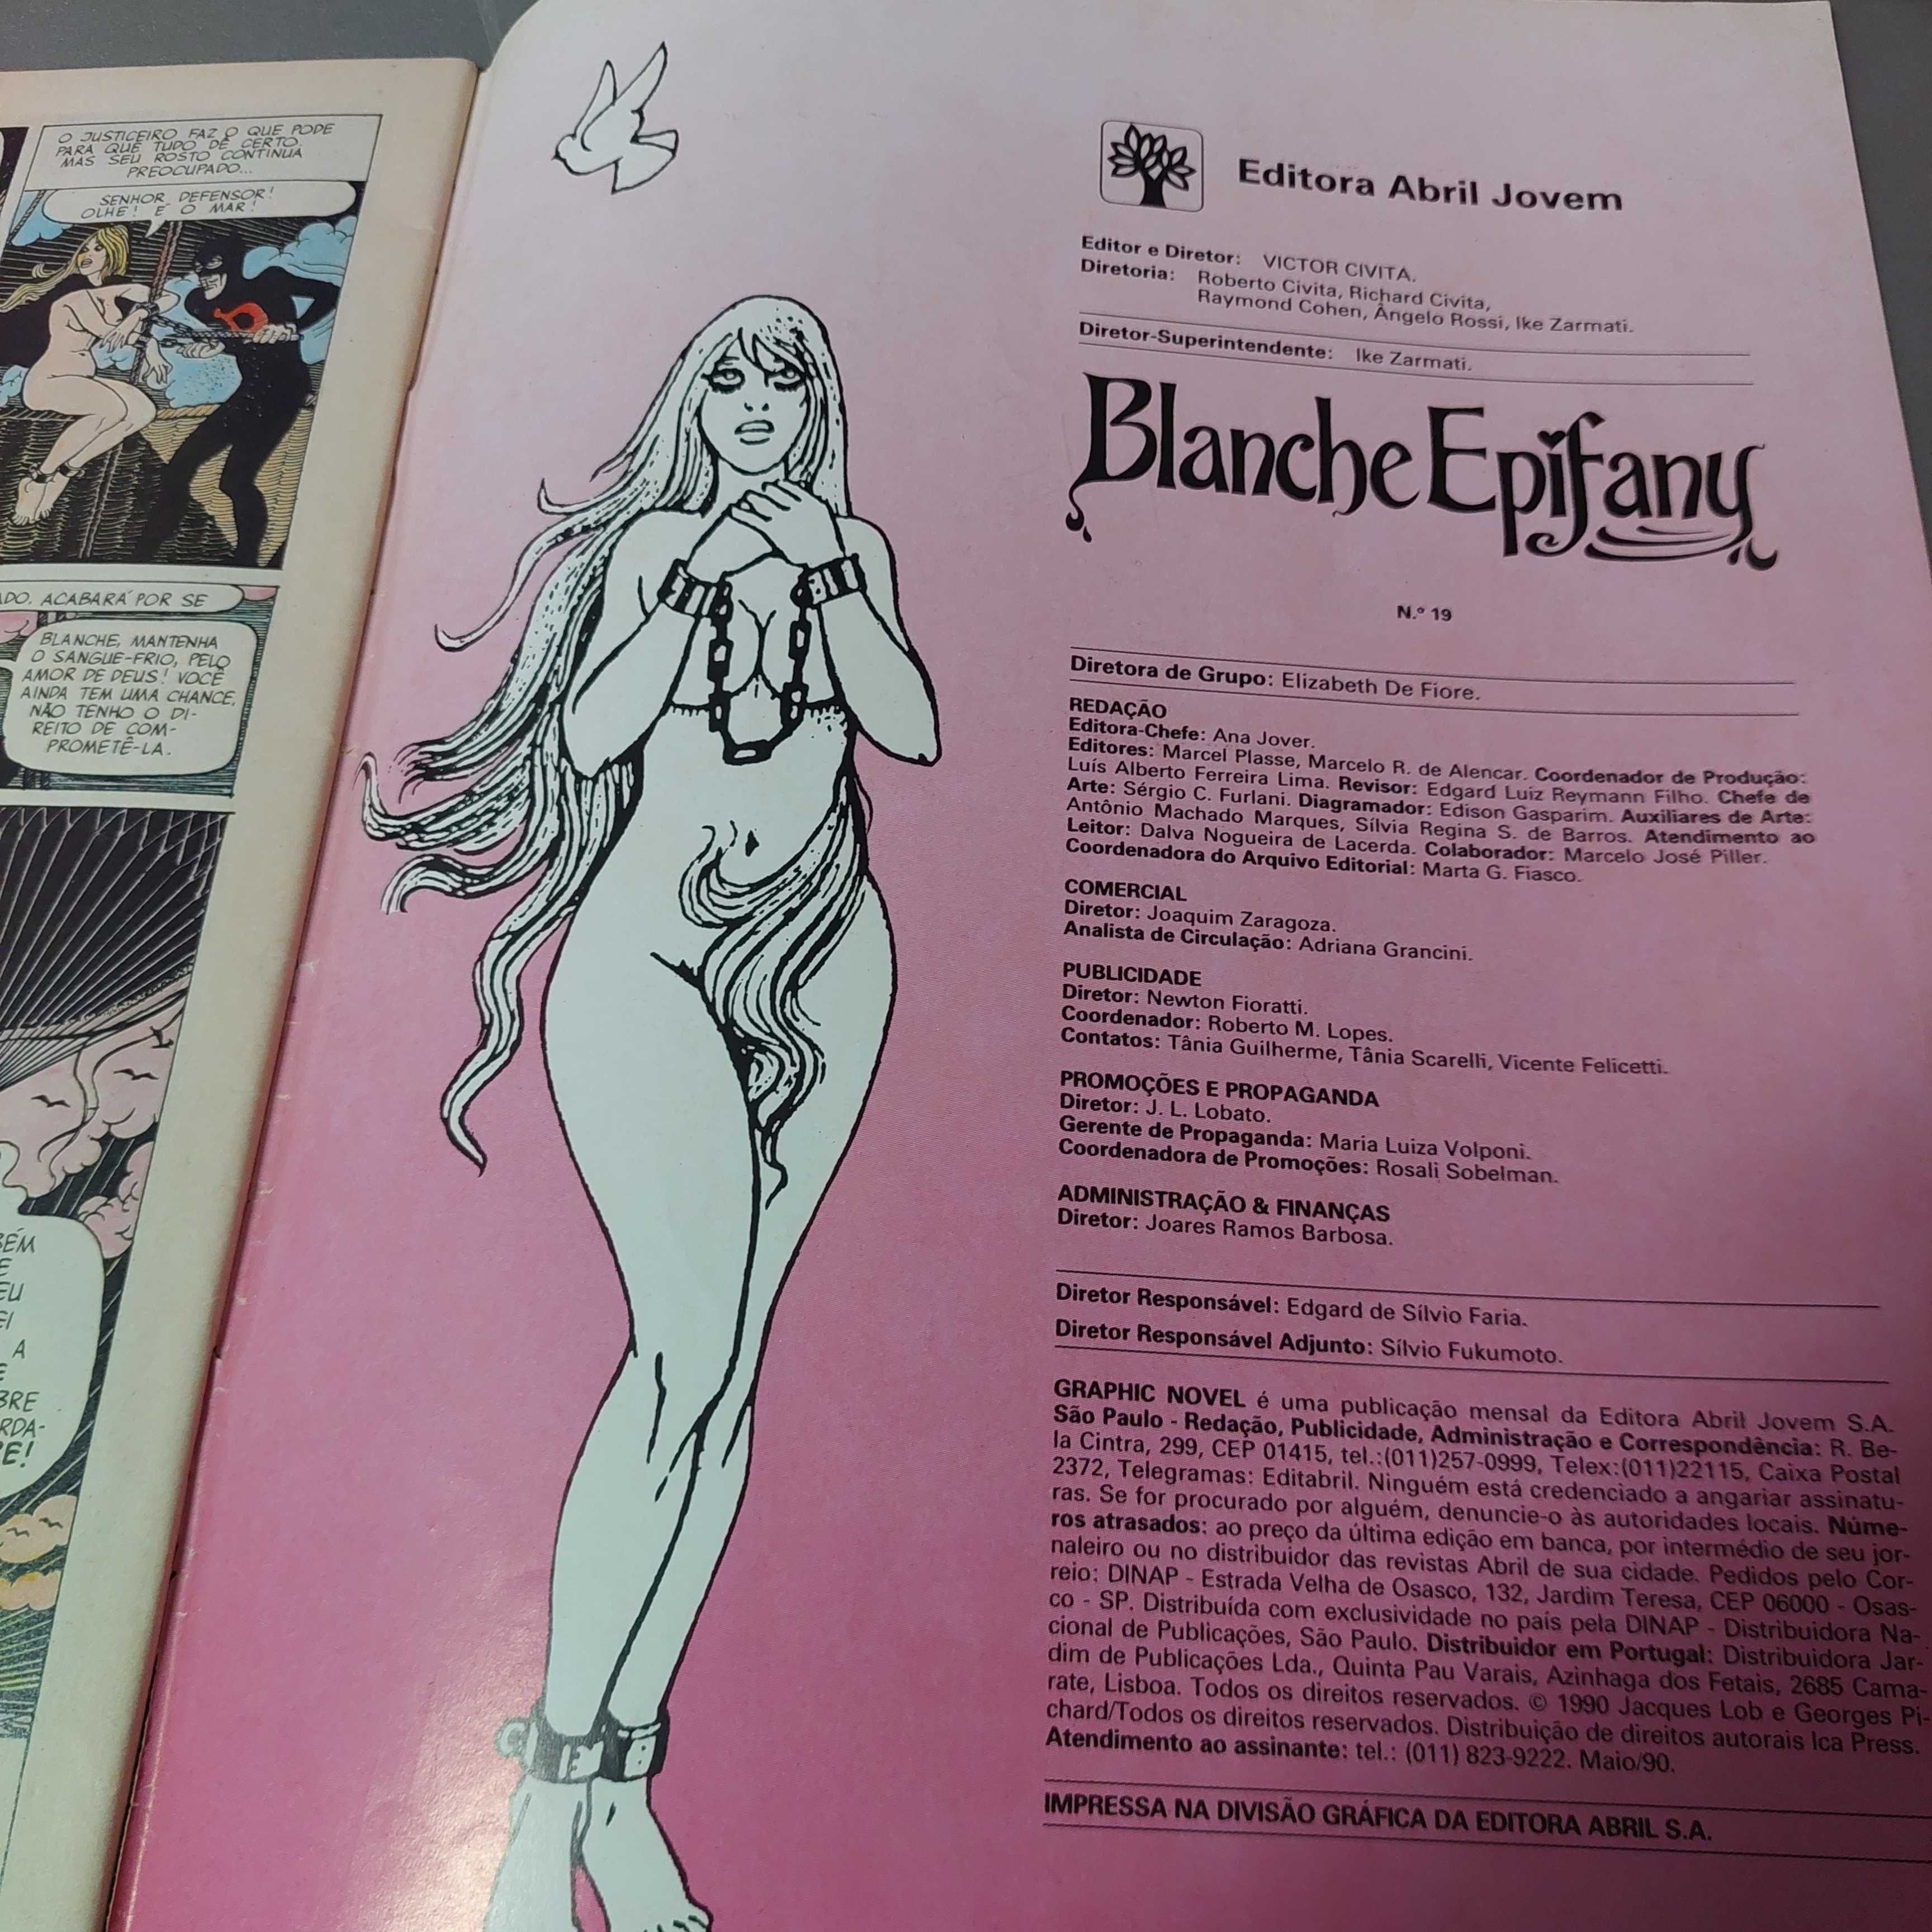 O JUSTICEIRO FAZ O QUE PODE
PARA QUE TUDO DÊ CERTO.
MAS SEU ROSTO CONTINUA
PREOCUPADO...
SENHOR DEFENSOR!
OLHE! É O MAR!
ADO. ACABARÁ POR SE
BLANCHE, MANTENHA
O SANGUE-FRIO, PELO
AMOR DE DEUS! VOCÊ
AINDA TEM UMA CHANCE.
NÃO TENHO O DI-
REITO DE COM-
PROMETÊ-LA.
BÉM
E
EU
EI
A
E
BRE
RDA-
E!
Editora Abril Jovem
Editor e Diretor: VICTOR CIVITA.
Diretoria: Roberto Civita, Richard Civita,
Raymond Cohen, Ângelo Rossi, Ike Zarmati.
Diretor-Superintendente: Ike Zarmati.
Blanche Epifany
N.º 19
Diretora de Grupo: Elizabeth De Fiore.
REDAÇÃO
Editora-Chefe: Ana Jover.
Editores: Marcel Plasse, Marcelo R. de Alencar. Coordenador de Produção:
Luís Alberto Ferreira Lima. Revisor: Edgard Luiz Reymann Filho. Chefe de
Arte: Sérgio C. Furlani. Diagramador: Edison Gasparim. Auxiliares de Arte:
Antônio Machado Marques, Sílvia Regina S. de Barros. Atendimento ao
Leitor: Dalva Nogueira de Lacerda. Colaborador: Marcelo José Piller.
Coordenadora do Arquivo Editorial: Marta G. Fiasco.
COMERCIAL
Diretor: Joaquim Zaragoza.
Analista de Circulação: Adriana Grancini.
PUBLICIDADE
Diretor: Newton Fioratti.
Coordenador: Roberto M. Lopes.
Contatos: Tânia Guilherme, Tânia Scarelli, Vicente Felicetti.
PROMOÇÕES E PROPAGANDA
Diretor: J. L. Lobato.
Gerente de Propaganda: Maria Luiza Volponi.
Coordenadora de Promoções: Rosali Sobelman.
ADMINISTRAÇÃO & FINANÇAS
Diretor: Joares Ramos Barbosa.
Diretor Responsável: Edgard de Sílvio Faria.
Diretor Responsável Adjunto: Sílvio Fukumoto.
GRAPHIC NOVEL é uma publicação mensal da Editora Abril Jovem S.A.
São Paulo - Redação, Publicidade, Administração e Correspondência: R. Be-
la Cintra, 299, CEP 01415, tel.:(011)257-0999, Telex:(011)22115, Caixa Postal
2372, Telegramas: Editabril. Ninguém está credenciado a angariar assinatu-
ras. Se for procurado por alguém, denuncie-o às autoridades locais. Núme-
ros atrasados: ao preço da última edição em banca, por intermédio de seu jor-
naleiro ou no distribuidor das revistas Abril de sua cidade. Pedidos pelo Cor-
reio: DINAP - Estrada Velha de Osasco, 132, Jardim Teresa, CEP 06000 - Osas-
co - SP. Distribuída com exclusividade no país pela DINAP - Distribuidora Na-
cional de Publicações, São Paulo. Distribuidor em Portugal: Distribuidora Jar-
dim de Publicações Lda., Quinta Pau Varais, Azinhaga dos Fetais, 2685 Cama-
rate, Lisboa. Todos os direitos reservados. © 1990 Jacques Lob e Georges Pi-
chard/Todos os direitos reservados. Distribuição de direitos autorais Ica Press.
Atendimento ao assinante: tel.: (011) 823-9222. Maio/90.
IMPRESSA NA DIVISÃO GRÁFICA DA EDITORA ABRIL S.A.